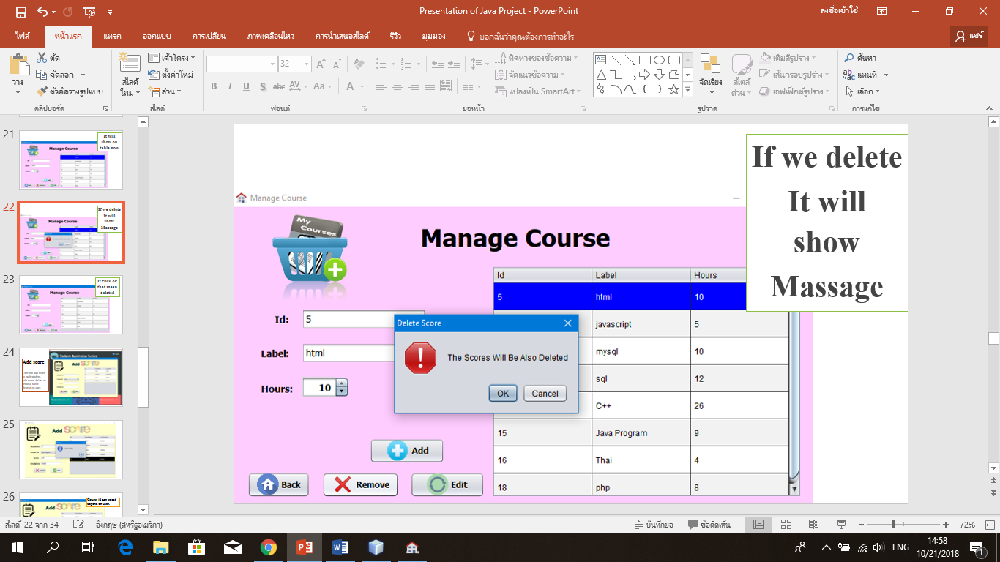 Presentation of Java Project - PowerPoint
ลงชื่อเข้าใช้
ไฟล์ หน้าแรก แทรก ออกแบบ การเปลี่ยน ภาพเคลื่อนไหว การนำเสนอสไลด์ รีวิว มุมมอง บอกฉันว่าคุณต้องการทำอะไร แชร์
วาง
ตัด
คัดลอก
ตัวคัดวางรูปแบบ
คลิปบอร์ด
สไลด์
ใหม่
เค้าโครง
ตั้งค่าใหม่
ส่วน
สไลด์
32
B I U S abc AV Aa A
ฟอนต์
ทิศทางของข้อความ
จัดแนวข้อความ
แปลงเป็น SmartArt
ย่อหน้า
จัดเรียง
สไตล์
ด่วน
เติมสีรูปร่าง
เส้นกรอบรูปร่าง
เอฟเฟ็กต์รูปร่าง
รูปวาด
ค้นหา
แทนที่
เลือก
การแก้ไข
21
It will
show on
table now
Manage Course
22
If we delete
It will
show
Massage
Manage Course
23
If click ok
that mean
deleted
Manage Course
24
Add score
Students Registration System
Add score
25
Add score
26
Course id can select
depend on user.
Add score
If we delete
It will
show
Massage
Manage Course
My
Courses
Manage Course
Id: 5
Label: html
Hours: 10
Add
Back Remove Edit
Id Label Hours
5 html 10
javascript 5
mysql 10
sql 12
C++ 26
15 Java Program 9
16 Thai 4
18 php 8
Delete Score
The Scores Will Be Also Deleted
OK Cancel
สไลด์ 22 จาก 34 อังกฤษ (สหรัฐอเมริกา) บันทึกย่อ ข้อคิดเห็น 72%
ENG
14:58
10/21/2018
1